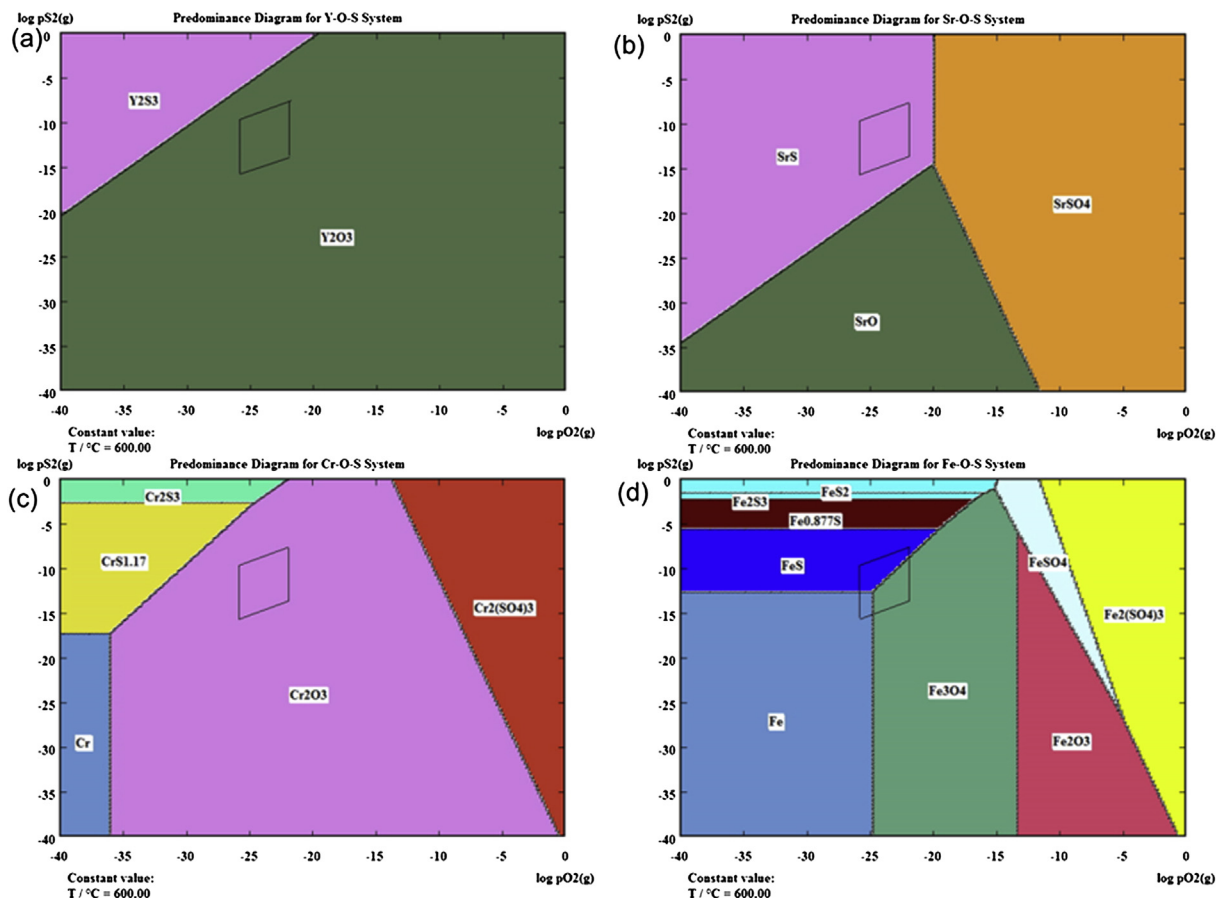 log pS2(g) Predominance Diagram for Y-O-S System
(a)
0
-5
-10
-15
-20
-25
-30
-35
-40
Y2S3
Y2O3
-40 -35 -30 -25 -20 -15 -10 -5 0
Constant value:
T / °C = 600.00
log pO2(g)
log pS2(g) Predominance Diagram for Sr-O-S System
(b)
0
-5
-10
-15
-20
-25
-30
-35
-40
SrS
SrSO4
SrO
-40 -35 -30 -25 -20 -15 -10 -5 0
Constant value:
T / °C = 600.00
log pO2(g)
log pS2(g) Predominance Diagram for Cr-O-S System
(c)
0
-5
-10
-15
-20
-25
-30
-35
-40
Cr2S3
CrS1.17
Cr2(SO4)3
Cr2O3
Cr
-40 -35 -30 -25 -20 -15 -10 -5 0
Constant value:
T / °C = 600.00
log pO2(g)
log pS2(g) Predominance Diagram for Fe-O-S System
(d)
0
-5
-10
-15
-20
-25
-30
-35
-40
FeS2
Fe2S3
Fe0.877S
FeS
FeSO4
Fe2(SO4)3
Fe3O4
Fe
Fe2O3
-40 -35 -30 -25 -20 -15 -10 -5 0
Constant value:
T / °C = 600.00
log pO2(g)